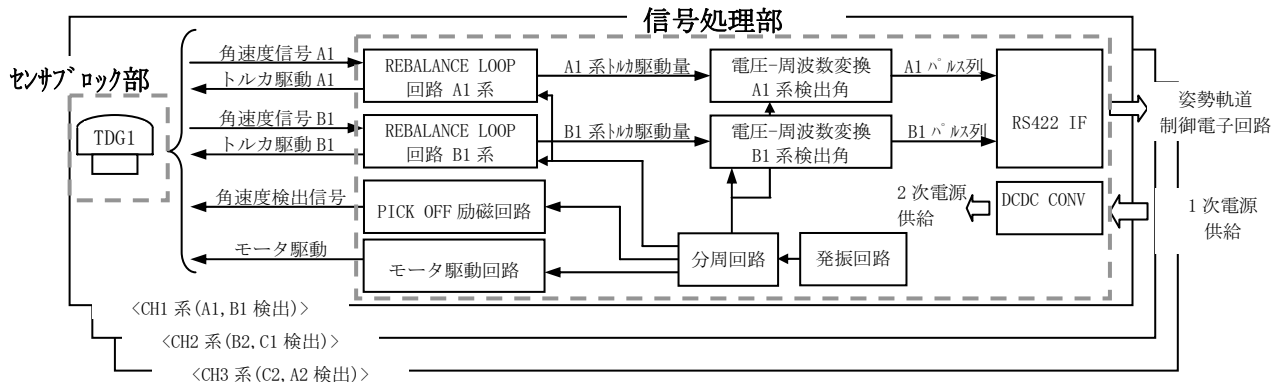 信号処理部
センサブロック部
TDG1
角速度信号 A1
トルカ駆動 A1
角速度信号 B1
トルカ駆動 B1
角速度検出信号
モータ駆動
REBALANCE LOOP
回路 A1 系
REBALANCE LOOP
回路 B1 系
PICK OFF 励磁回路
モータ駆動回路
A1 系トルカ駆動量
B1 系トルカ駆動量
電圧-周波数変換
A1 系検出角
電圧-周波数変換
B1 系検出角
分周回路
発振回路
A1 パルス列
B1 パルス列
RS422 IF
2 次電源
供給
DCDC CONV
姿勢軌道
制御電子回路
1 次電源
供給
<CH1 系(A1,B1 検出)>
<CH2 系(B2,C1 検出)>
<CH3 系(C2,A2 検出)>